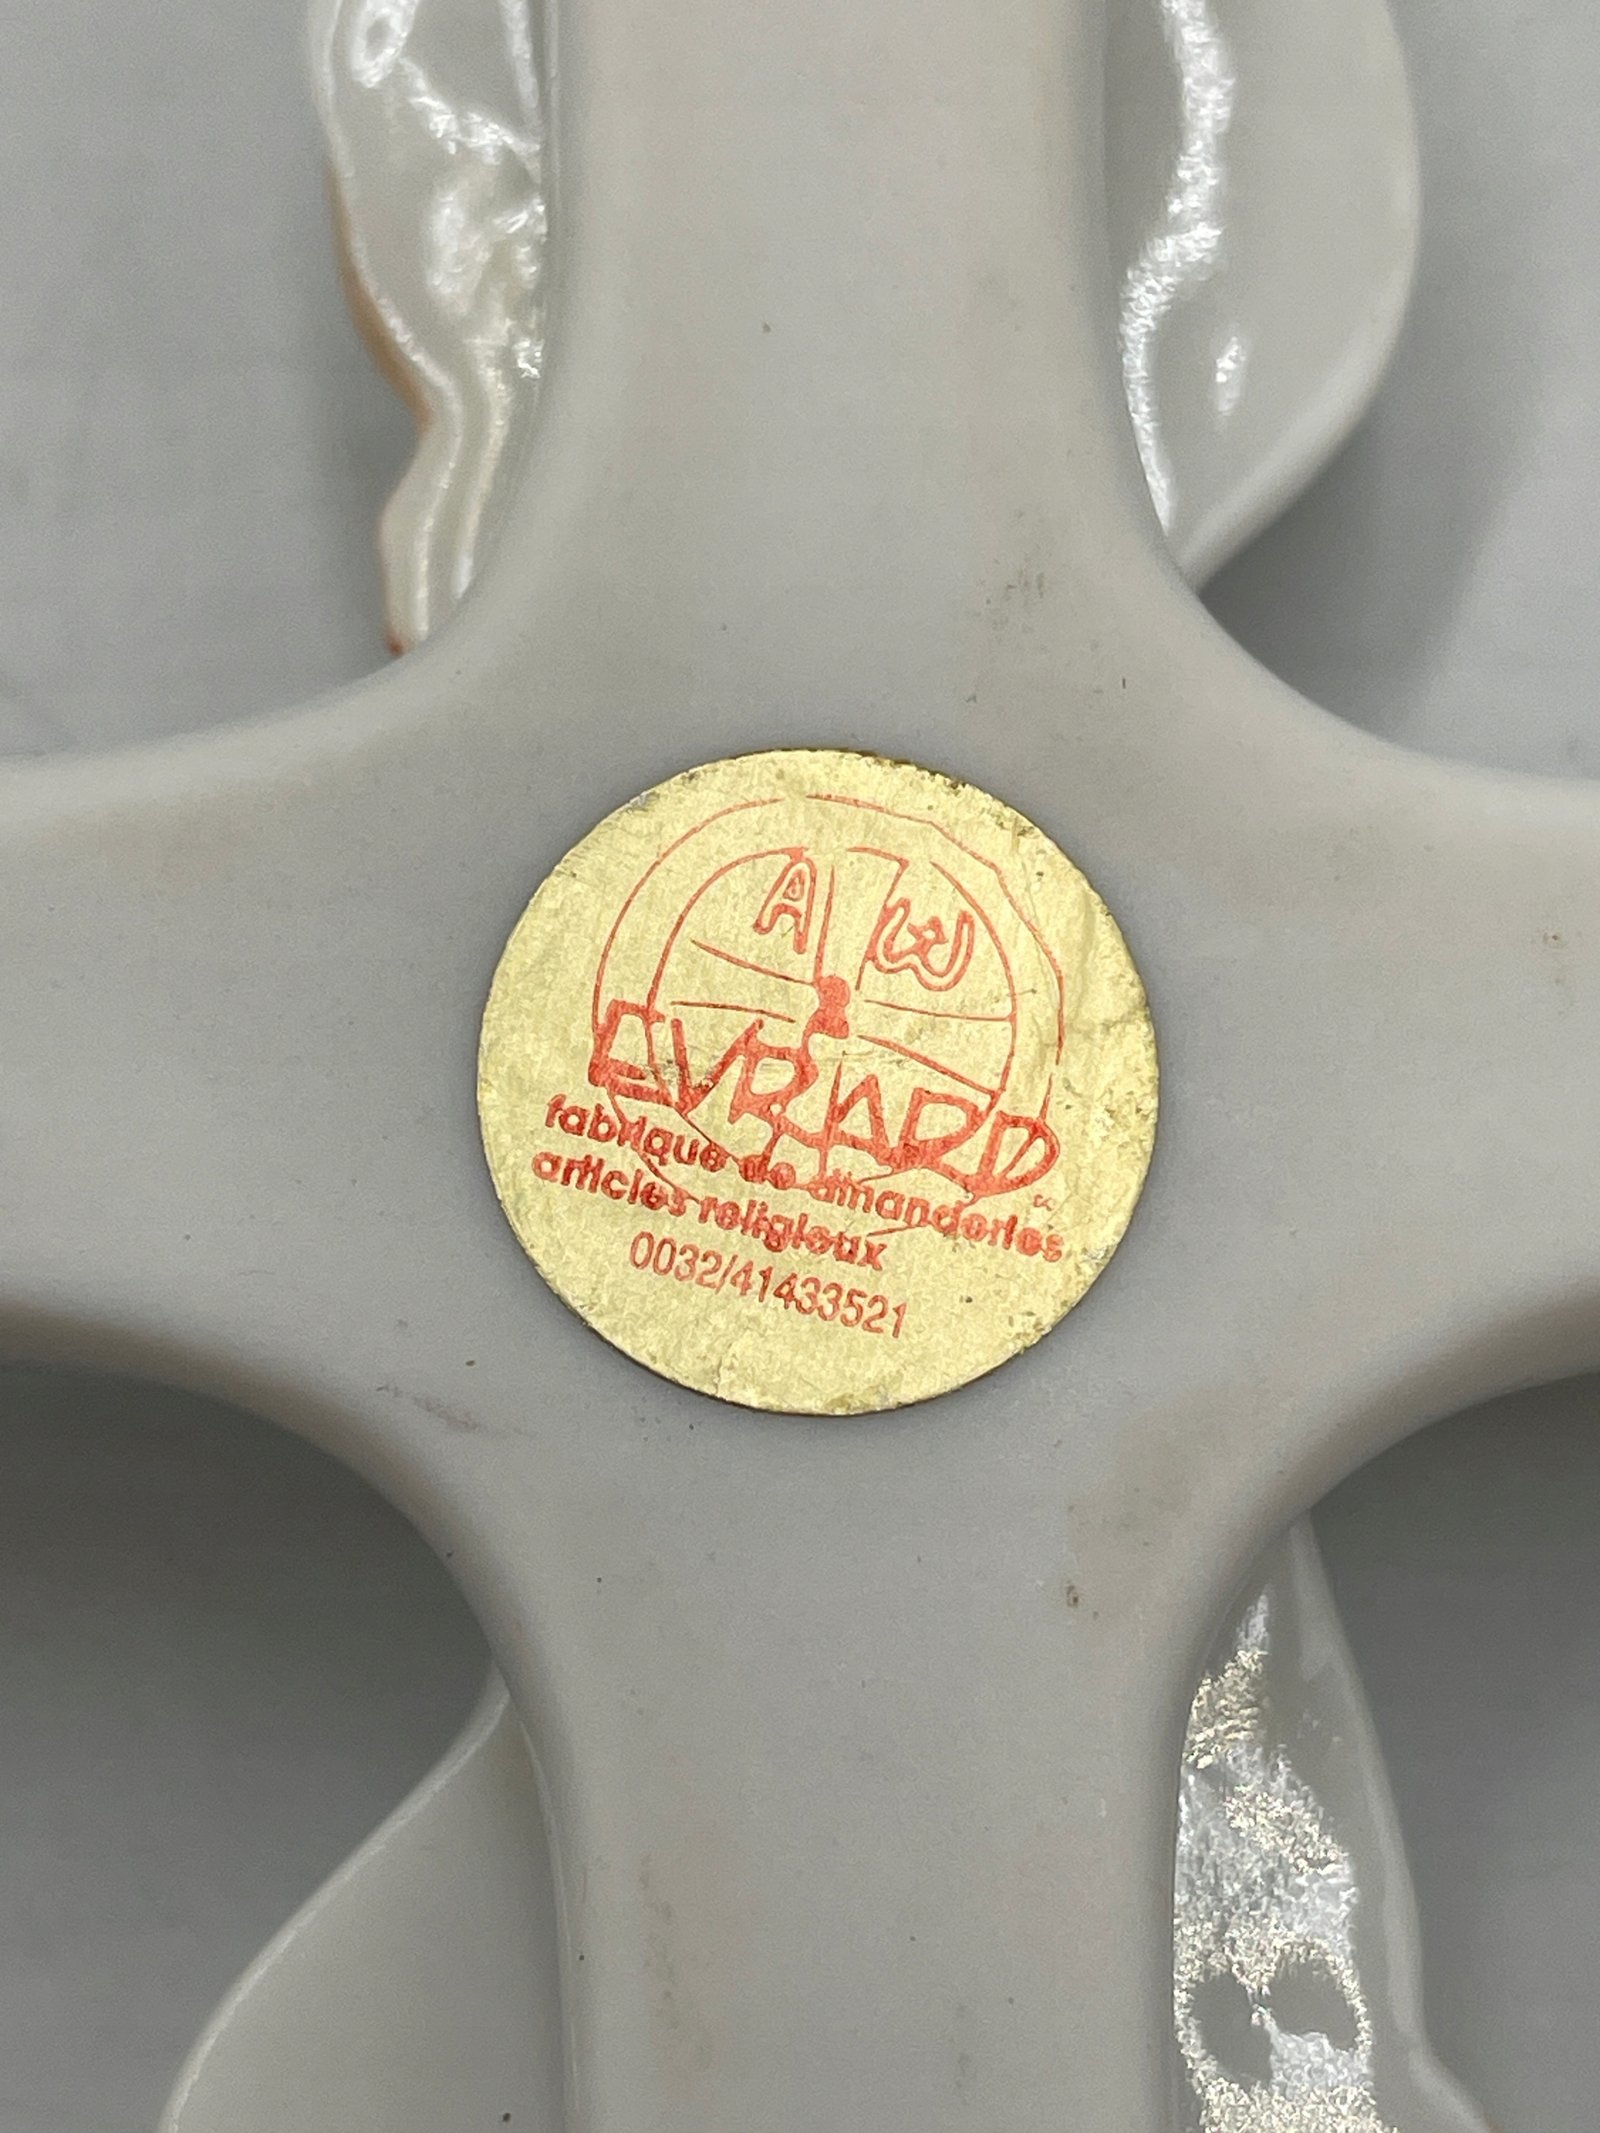 A ω
EVRARD
fabrique de dinanderies
articles religieux
0032/41433521